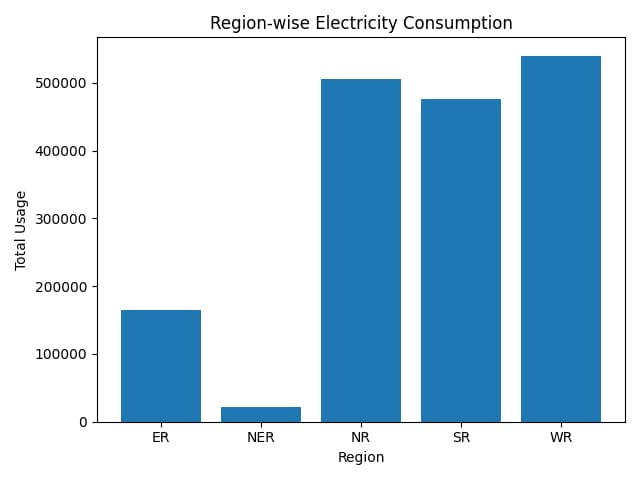 Region-wise Electricity Consumption
Total Usage
500000
400000
300000
200000
100000
0
ER NER NR SR WR
Region